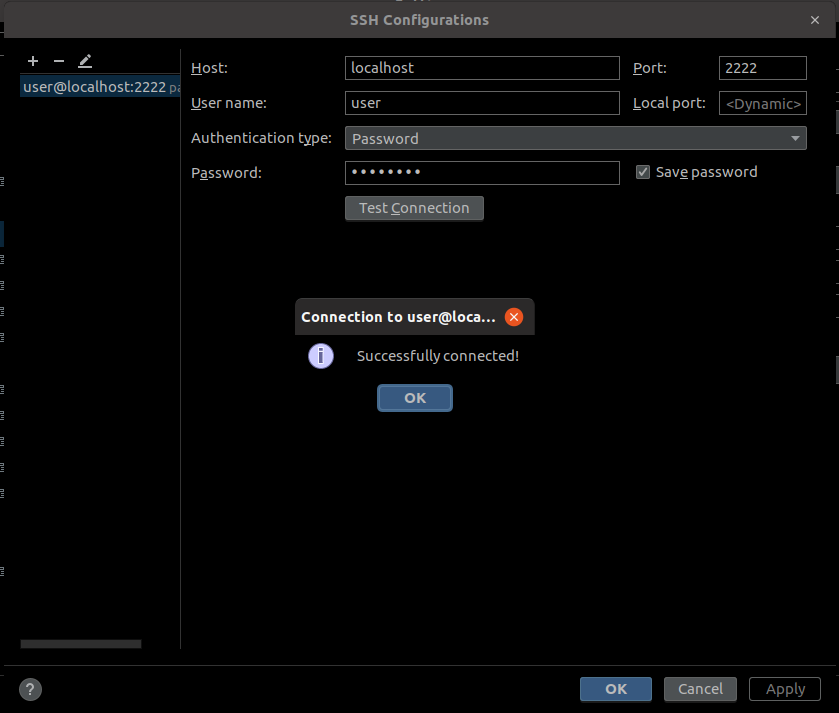 SSH Configurations
user@localhost:2222 pa
Host: localhost Port: 2222
User name: user Local port: <Dynamic>
Authentication type: Password
Password: •••••••• Save password
Test Connection
Connection to user@loca...
Successfully connected!
OK
? OK Cancel Apply